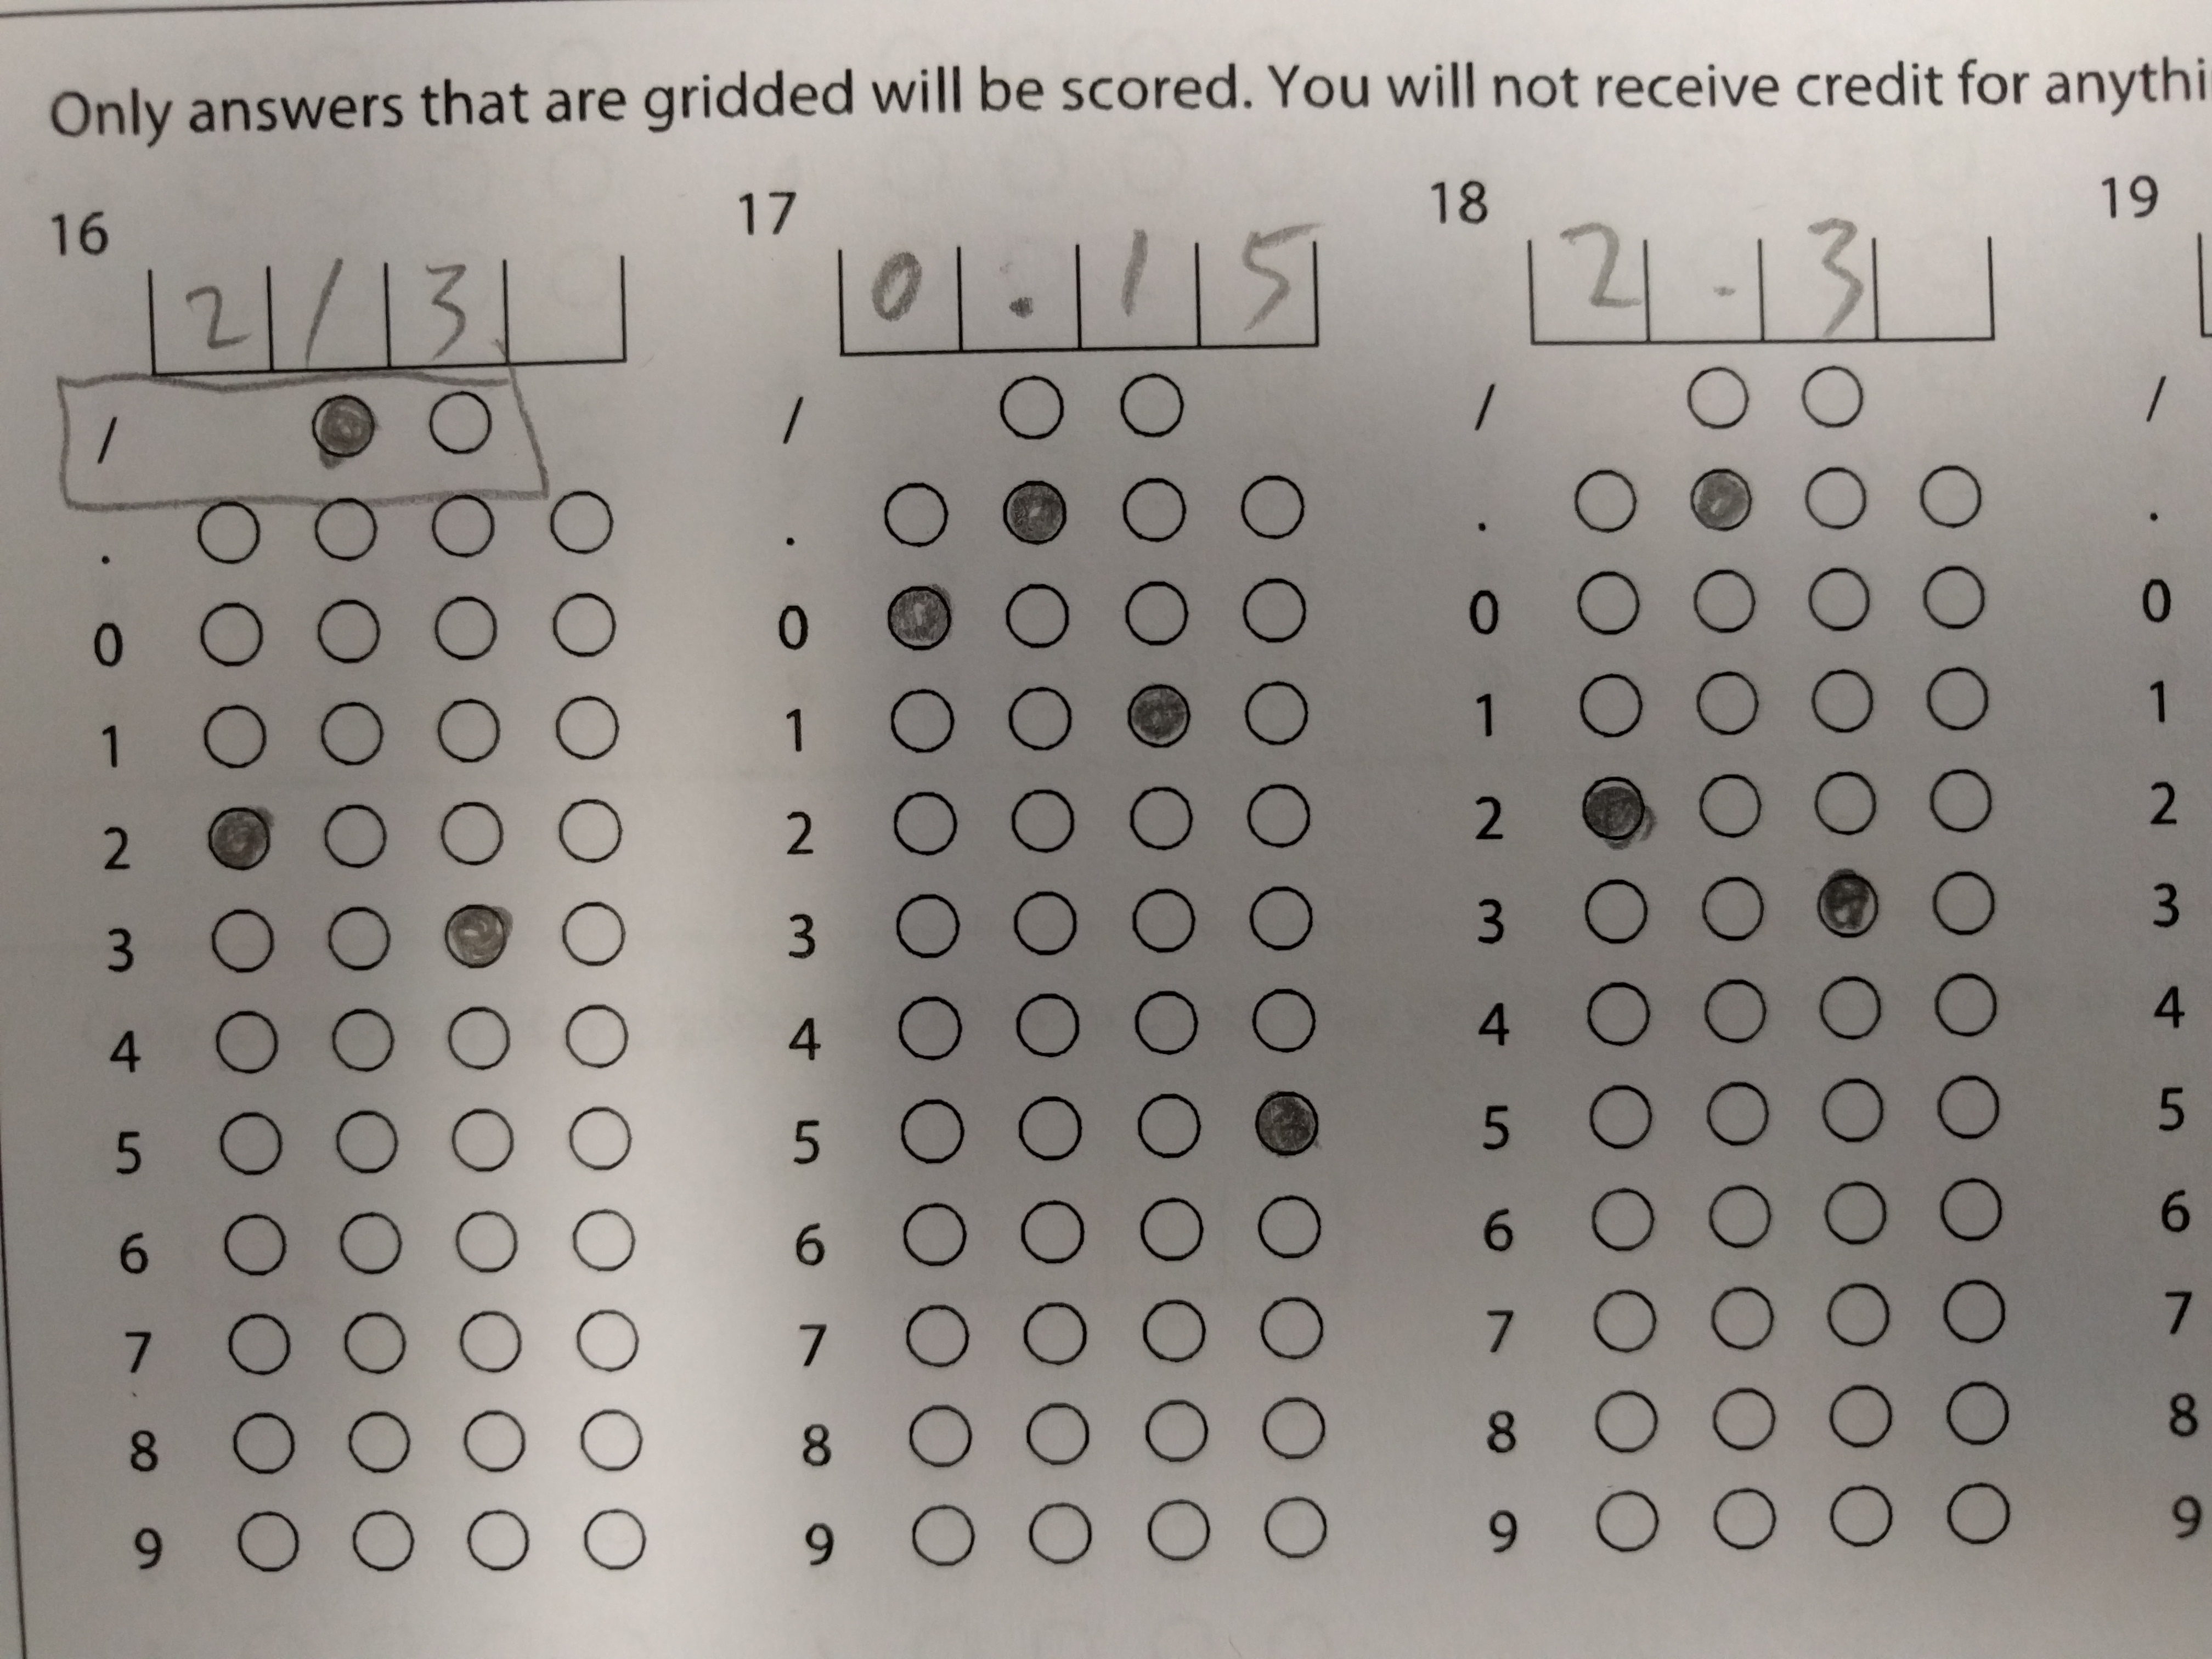 Only answers that are gridded will be scored. You will not receive credit for anythi
16 17 18 19
2/3 0.15 2.3
/ / / /
. . . .
0 0 0 0
1 1 1 1
2 2 2 2
3 3 3 3
4 4 4 4
5 5 5 5
6 6 6 6
7 7 7 7
8 8 8 8
9 9 9 9